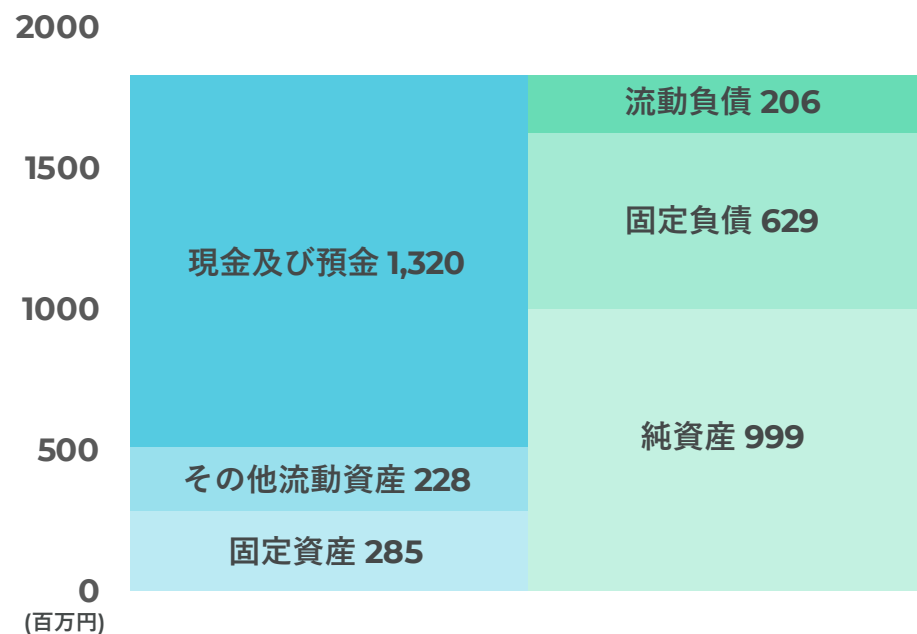 2000
1500
1000
500
0
(百万円)
現金及び預金 1,320
その他流動資産 228
固定資産 285
流動負債 206
固定負債 629
純資産 999